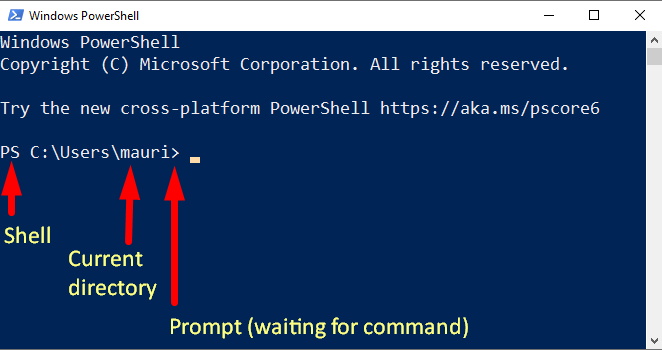 Windows PowerShell
Windows PowerShell
Copyright (C) Microsoft Corporation. All rights reserved.
Try the new cross-platform PowerShell https://aka.ms/pscore6
PS C:\Users\mauri>
Shell
Current
directory
Prompt (waiting for command)